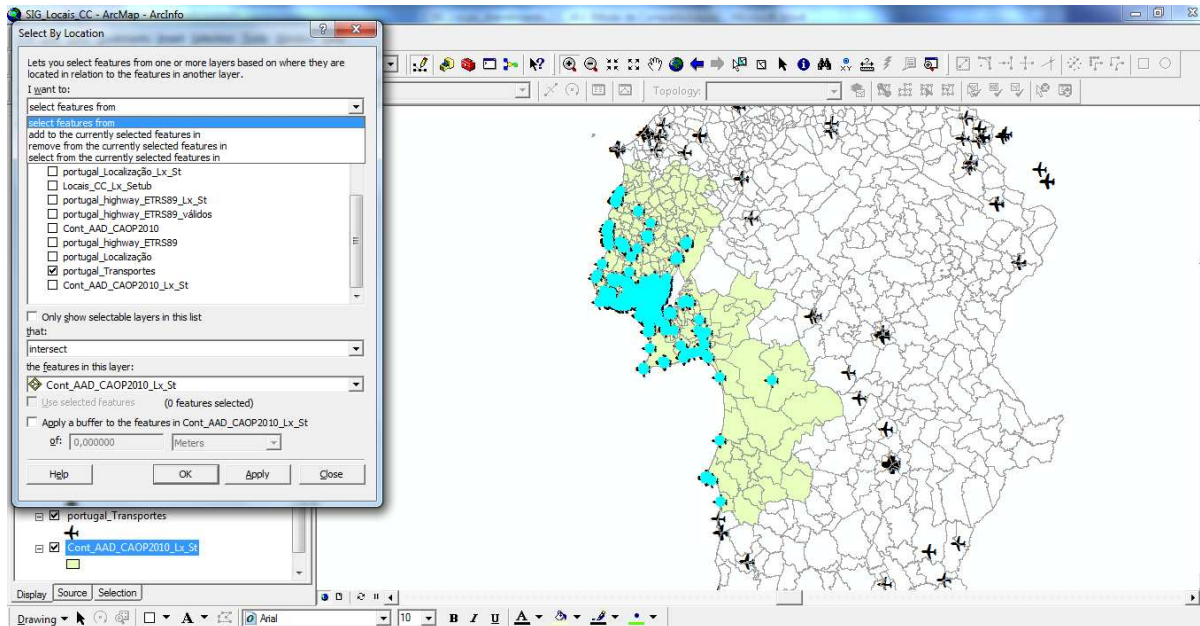 SIG_Locais_CC - ArcMap - ArcInfo
Select By Location
Lets you select features from one or more layers based on where they are
located in relation to the features in another layer.
I want to:
select features from
select features from
add to the currently selected features in
remove from the currently selected features in
select from the currently selected features in
portugal_Localização_Lx_St
Locais_CC_Lx_Setub
portugal_highway_ETRS89_Lx_St
portugal_highway_ETRS89_válidos
Cont_AAD_CAOP2010
portugal_highway_ETRS89
portugal_Localização
portugal_Transportes
Cont_AAD_CAOP2010_Lx_St
Only show selectable layers in this list
that:
intersect
the features in this layer:
Cont_AAD_CAOP2010_Lx_St
Use selected features (0 features selected)
Apply a buffer to the features in Cont_AAD_CAOP2010_Lx_St
of: 0,000000 Meters
Help OK Apply Close
Topology:
portugal_Transportes
Cont_AAD_CAOP2010_Lx_St
Display Source Selection
Drawing A Arial 10 B I U A